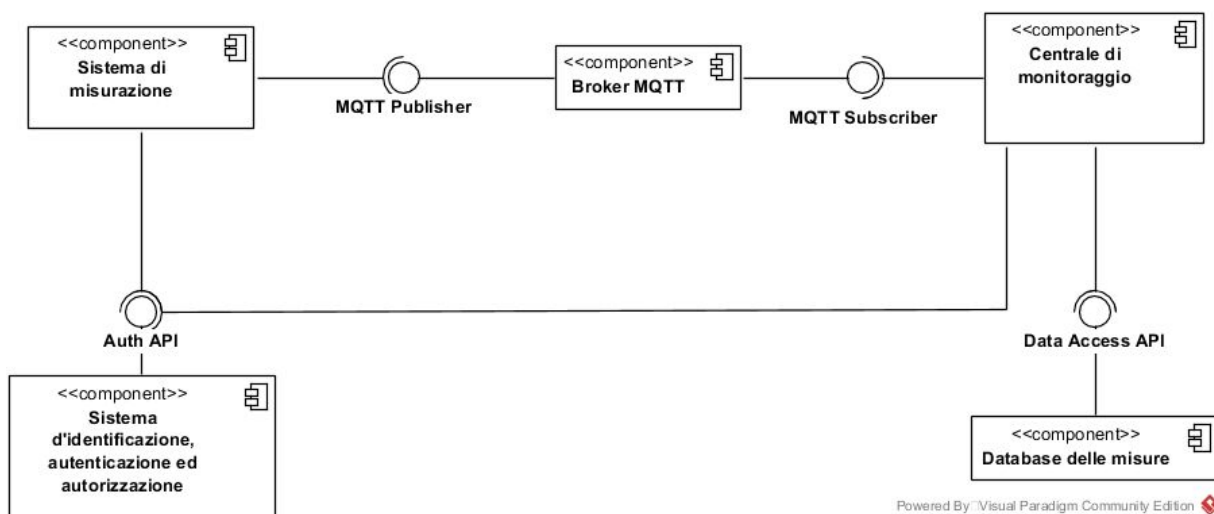 <<component>>
Sistema di
misurazione
MQTT Publisher
<<component>>
Broker MQTT
MQTT Subscriber
<<component>>
Centrale di
monitoraggio
Auth API
Data Access API
<<component>>
Sistema
d'identificazione,
autenticazione ed
autorizzazione
<<component>>
Database delle misure
Powered By Visual Paradigm Community Edition